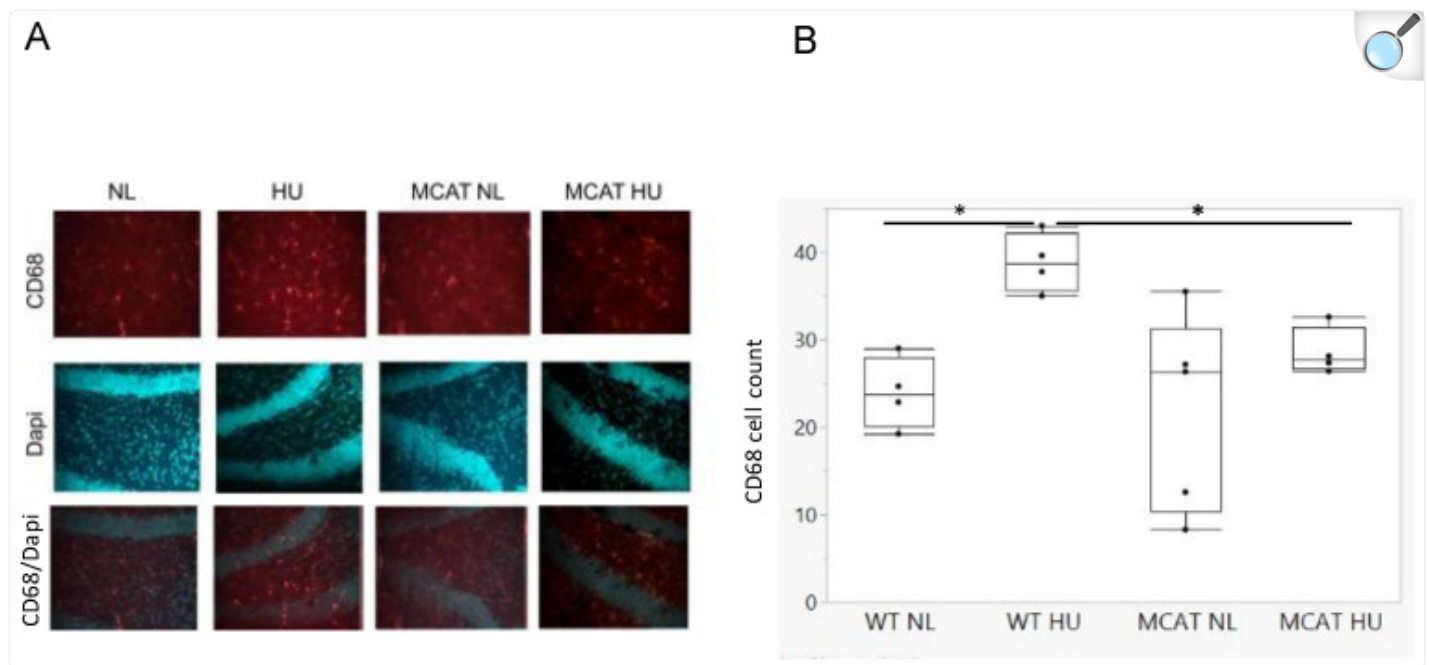 A
B
NL HU MCAT NL MCAT HU
CD68
Dapi
CD68/Dapi
* *
CD68 cell count
40
30
20
10
0
WT NL WT HU MCAT NL MCAT HU